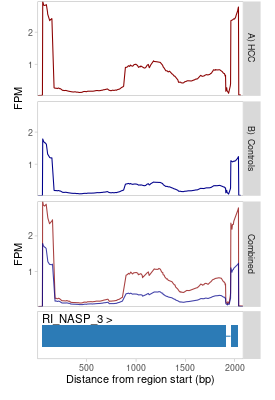 2
1
A) HCC
FPM
2
1
B) Controls
2
1
FPM
Combined
RI_NASP_3 >
500 1000 1500 2000
Distance from region start (bp)